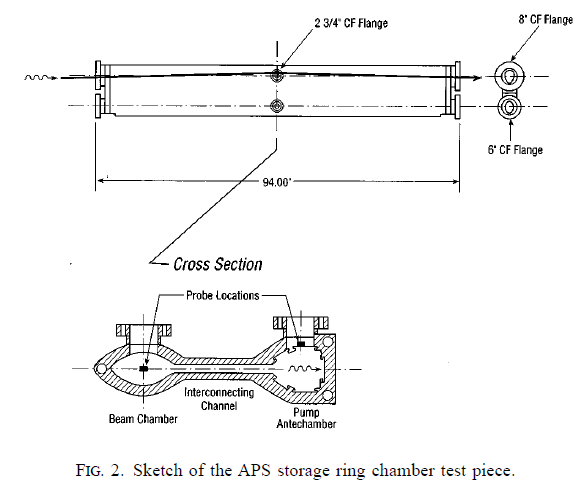 2 3/4" CF Flange
8" CF Flange
6" CF Flange
94.00"
Cross Section
Probe Locations
Interconnecting
Channel
Beam Chamber
Pump
Antechamber
FIG. 2. Sketch of the APS storage ring chamber test piece.